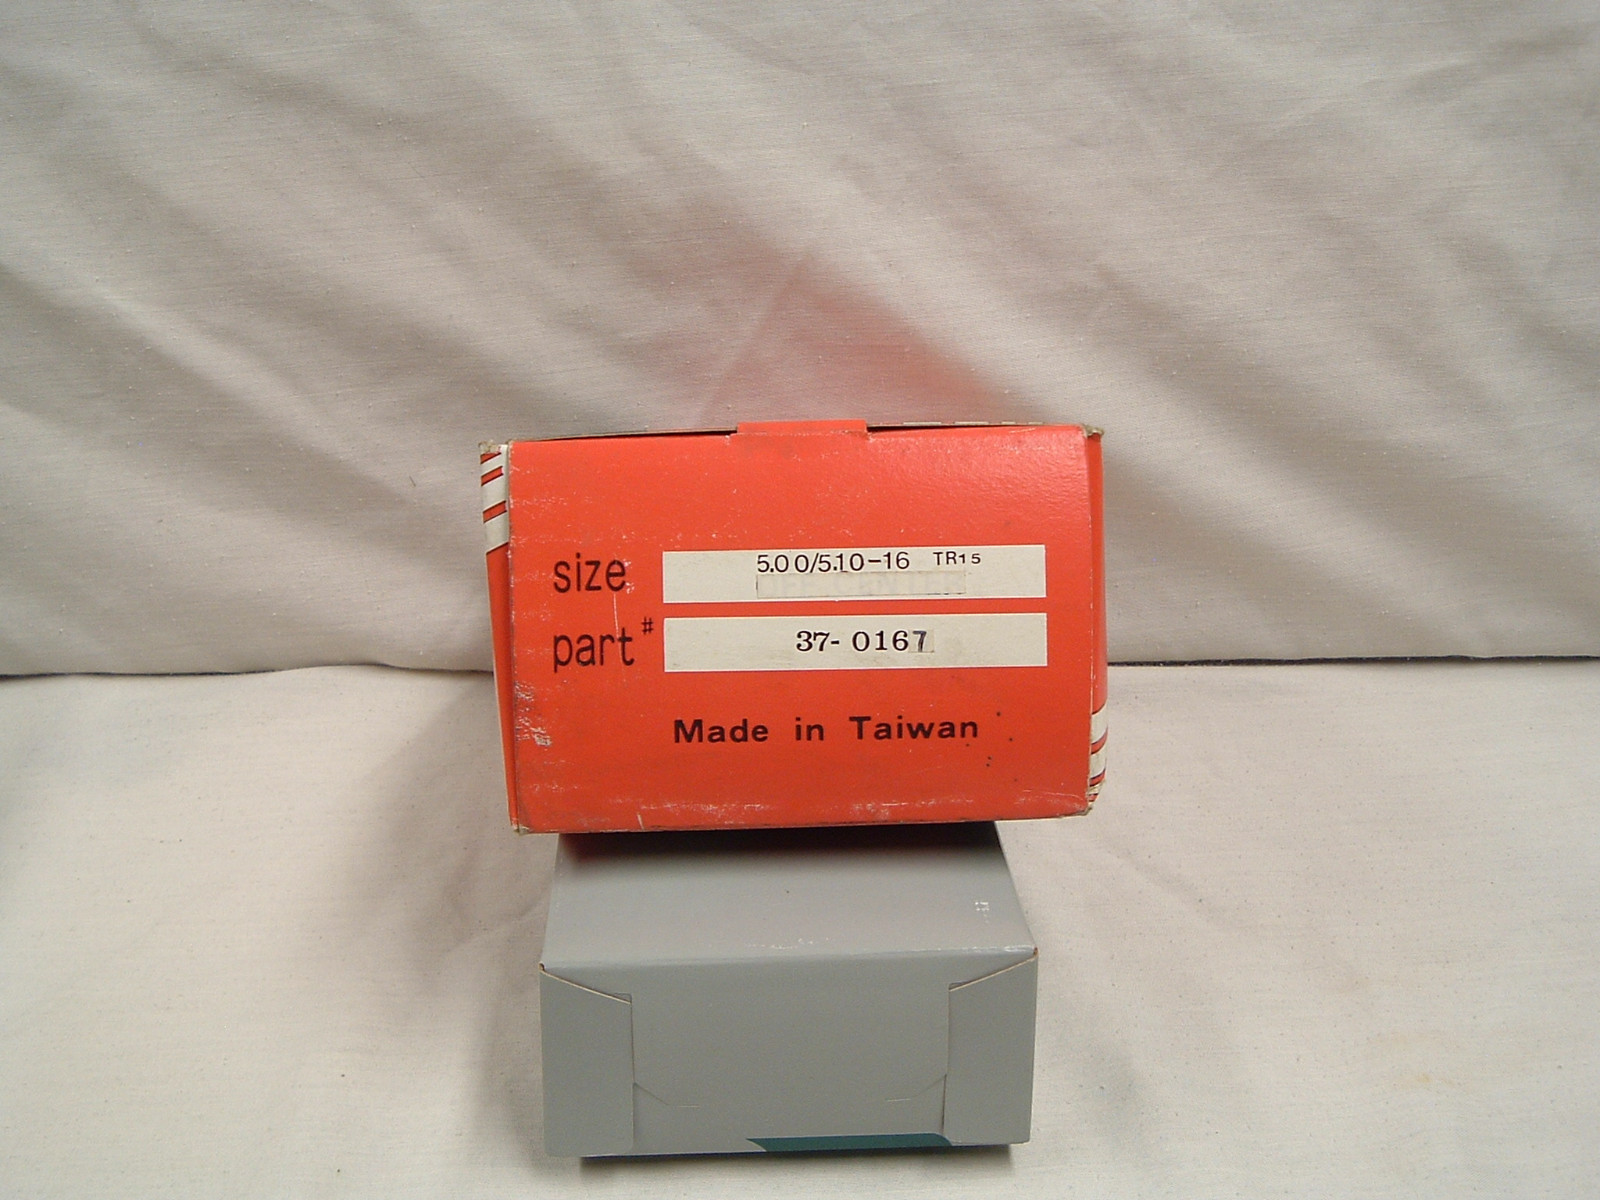 size 5.00/5.10-16 TR15
part# 37-0167
Made in Taiwan